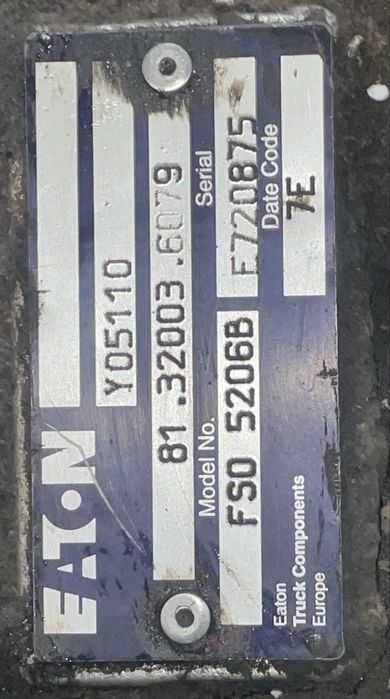 EATON
Y05110
81.32003.6079
Model No.
Serial
FSO 5206B
E720875
Date Code
7E
Eaton
Truck Components
Europe